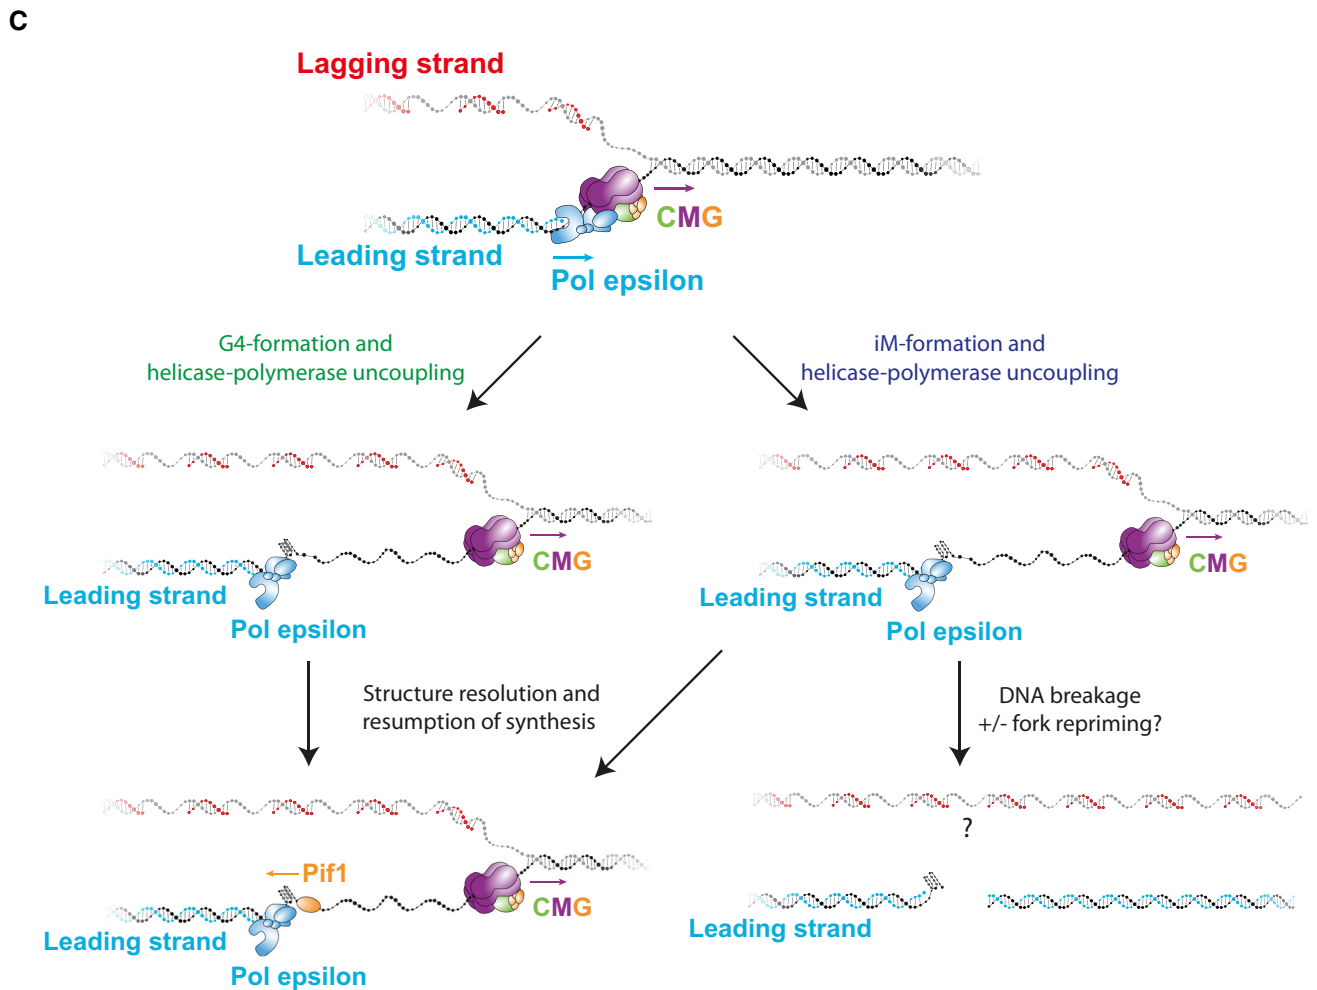 C
Lagging strand
CMG
Leading strand
Pol epsilon
G4-formation and
helicase-polymerase uncoupling
iM-formation and
helicase-polymerase uncoupling
CMG
Leading strand
Pol epsilon
CMG
Leading strand
Pol epsilon
Structure resolution and
resumption of synthesis
DNA breakage
+/- fork repriming?
Pif1
CMG
Leading strand
Pol epsilon
?
Leading strand